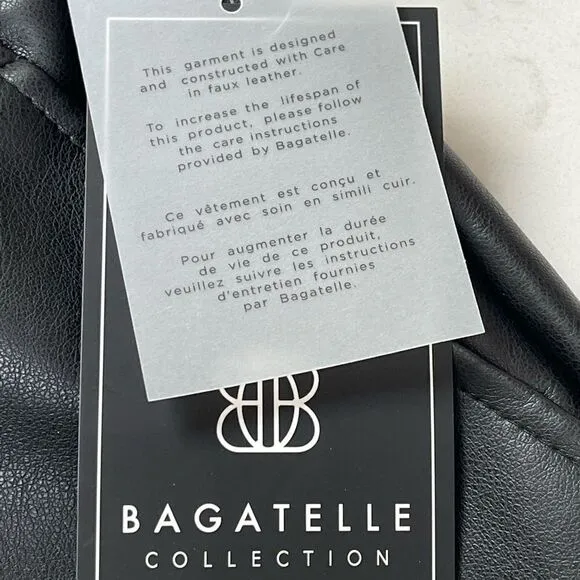 This garment is designed
and constructed with Care
in faux leather.
To increase the lifespan of
this product, please follow
the care instructions
provided by Bagatelle.
Ce vêtement est conçu et
fabriqué avec soin en simili cuir.
Pour augmenter la durée
de vie de ce produit,
veuillez suivre les instructions
d'entretien fournies
par Bagatelle.
BAGATELLE
COLLECTION